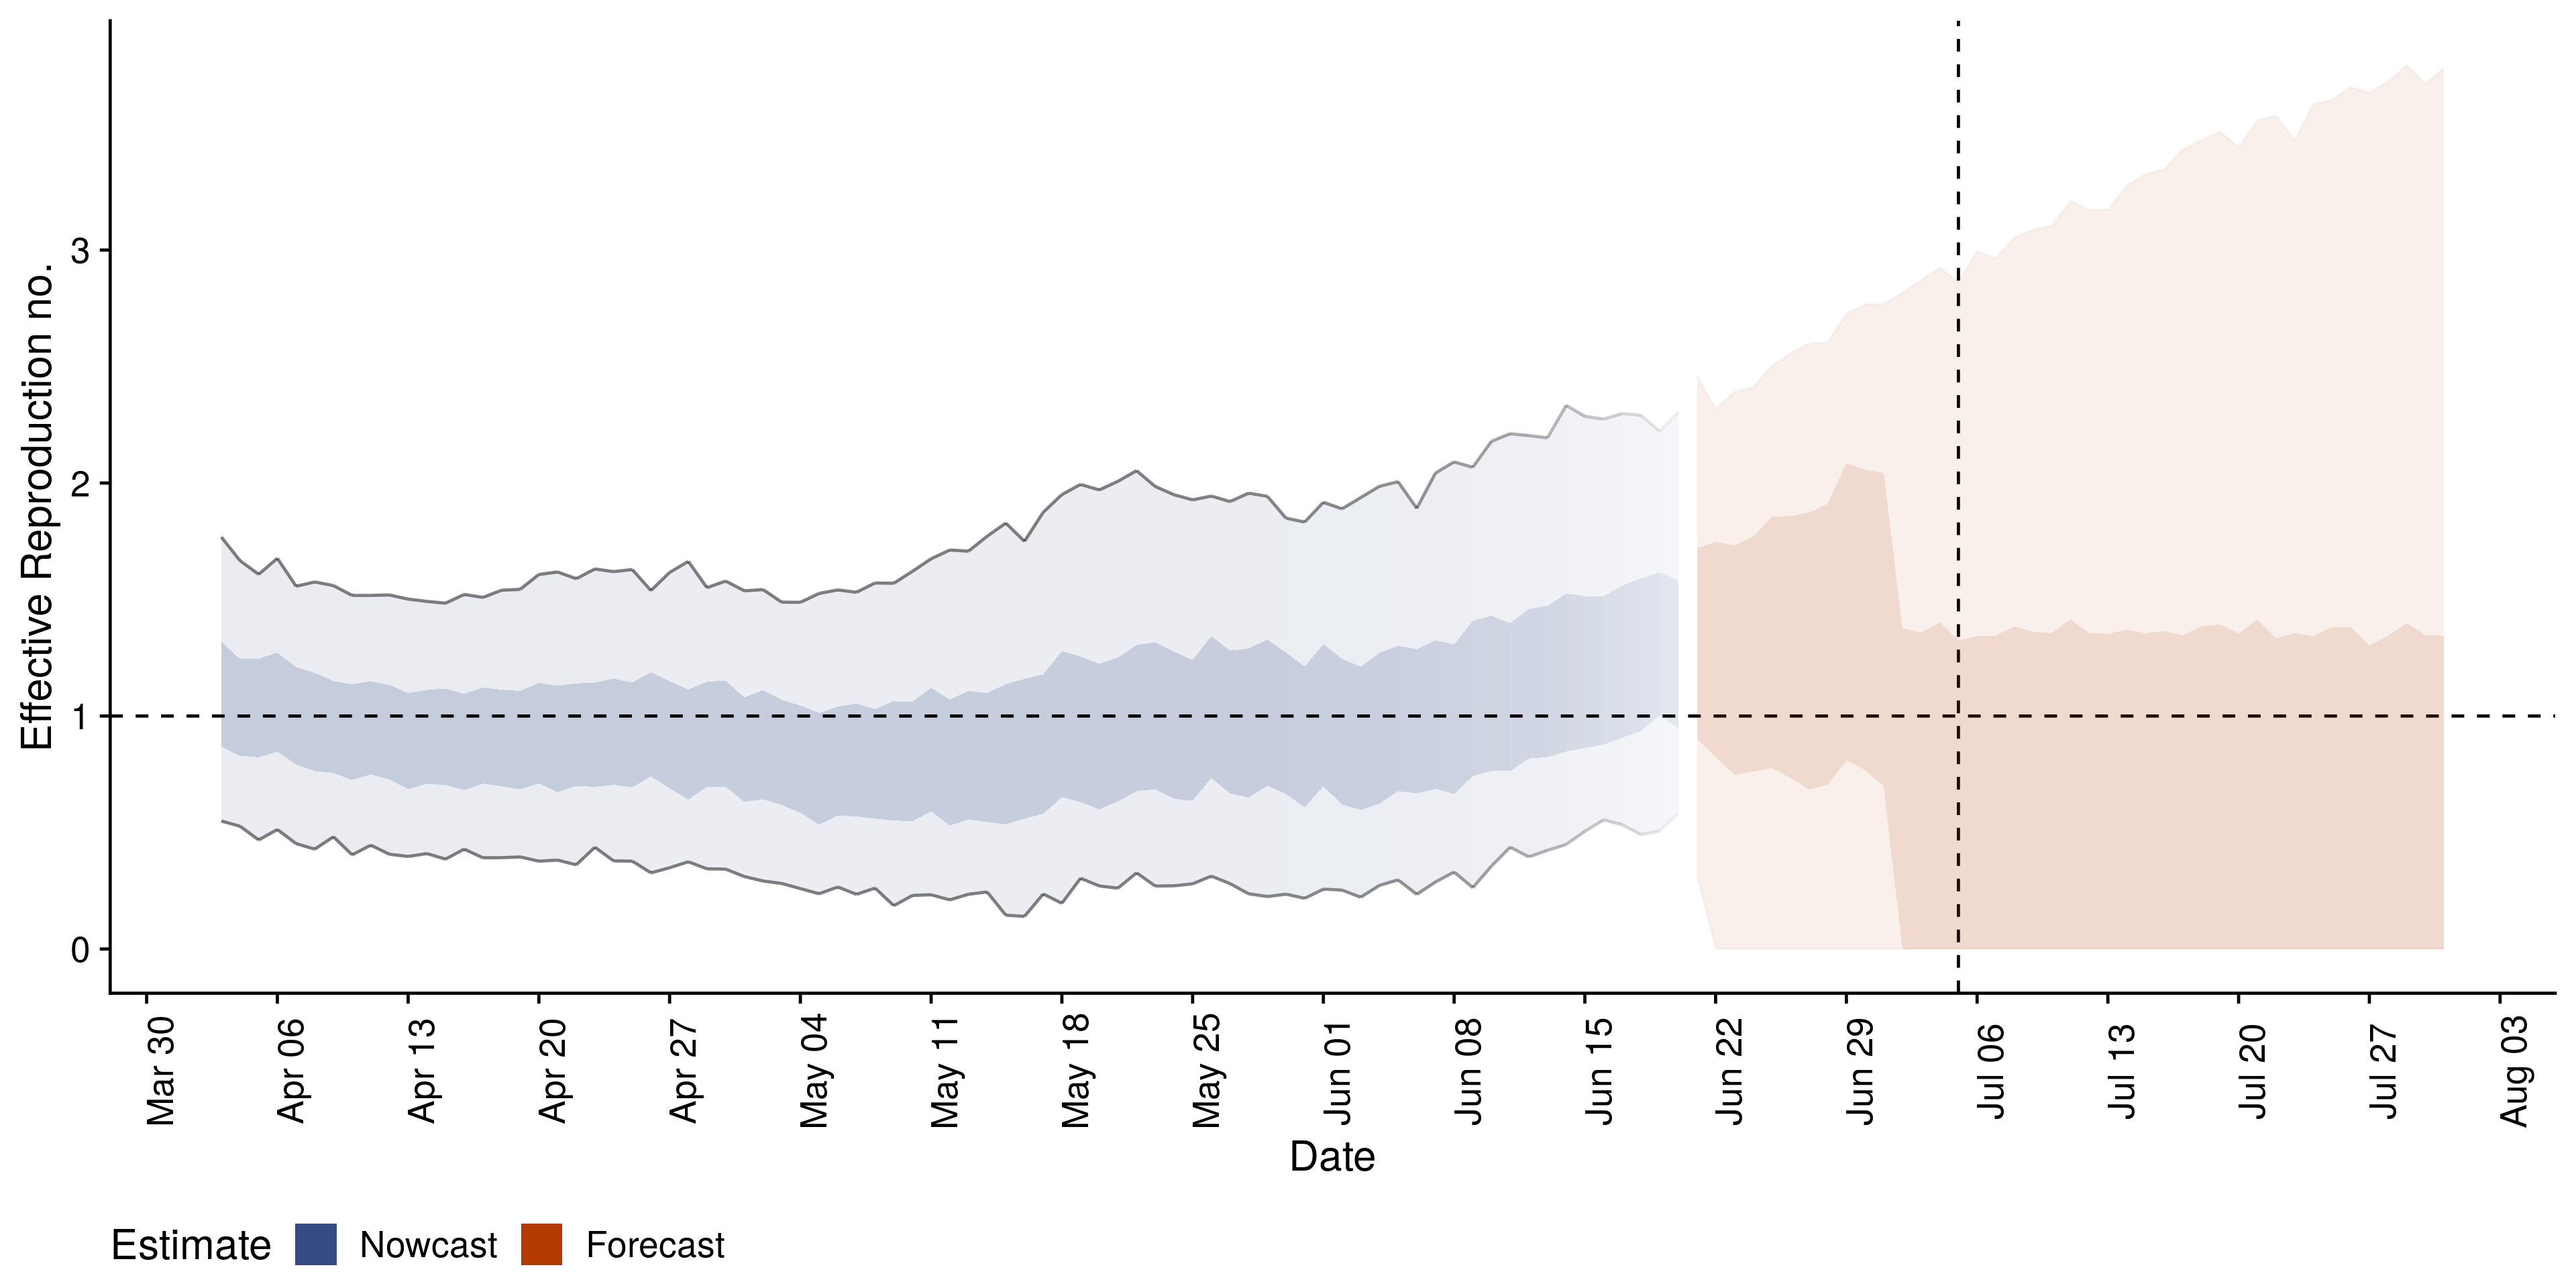 Effective Reproduction no.
3
2
1
0
Mar 30
Apr 06
Apr 13
Apr 20
Apr 27
May 04
May 11
May 18
May 25
Jun 01
Jun 08
Jun 15
Jun 22
Jun 29
Jul 06
Jul 13
Jul 20
Jul 27
Aug 03
Date
Estimate Nowcast Forecast